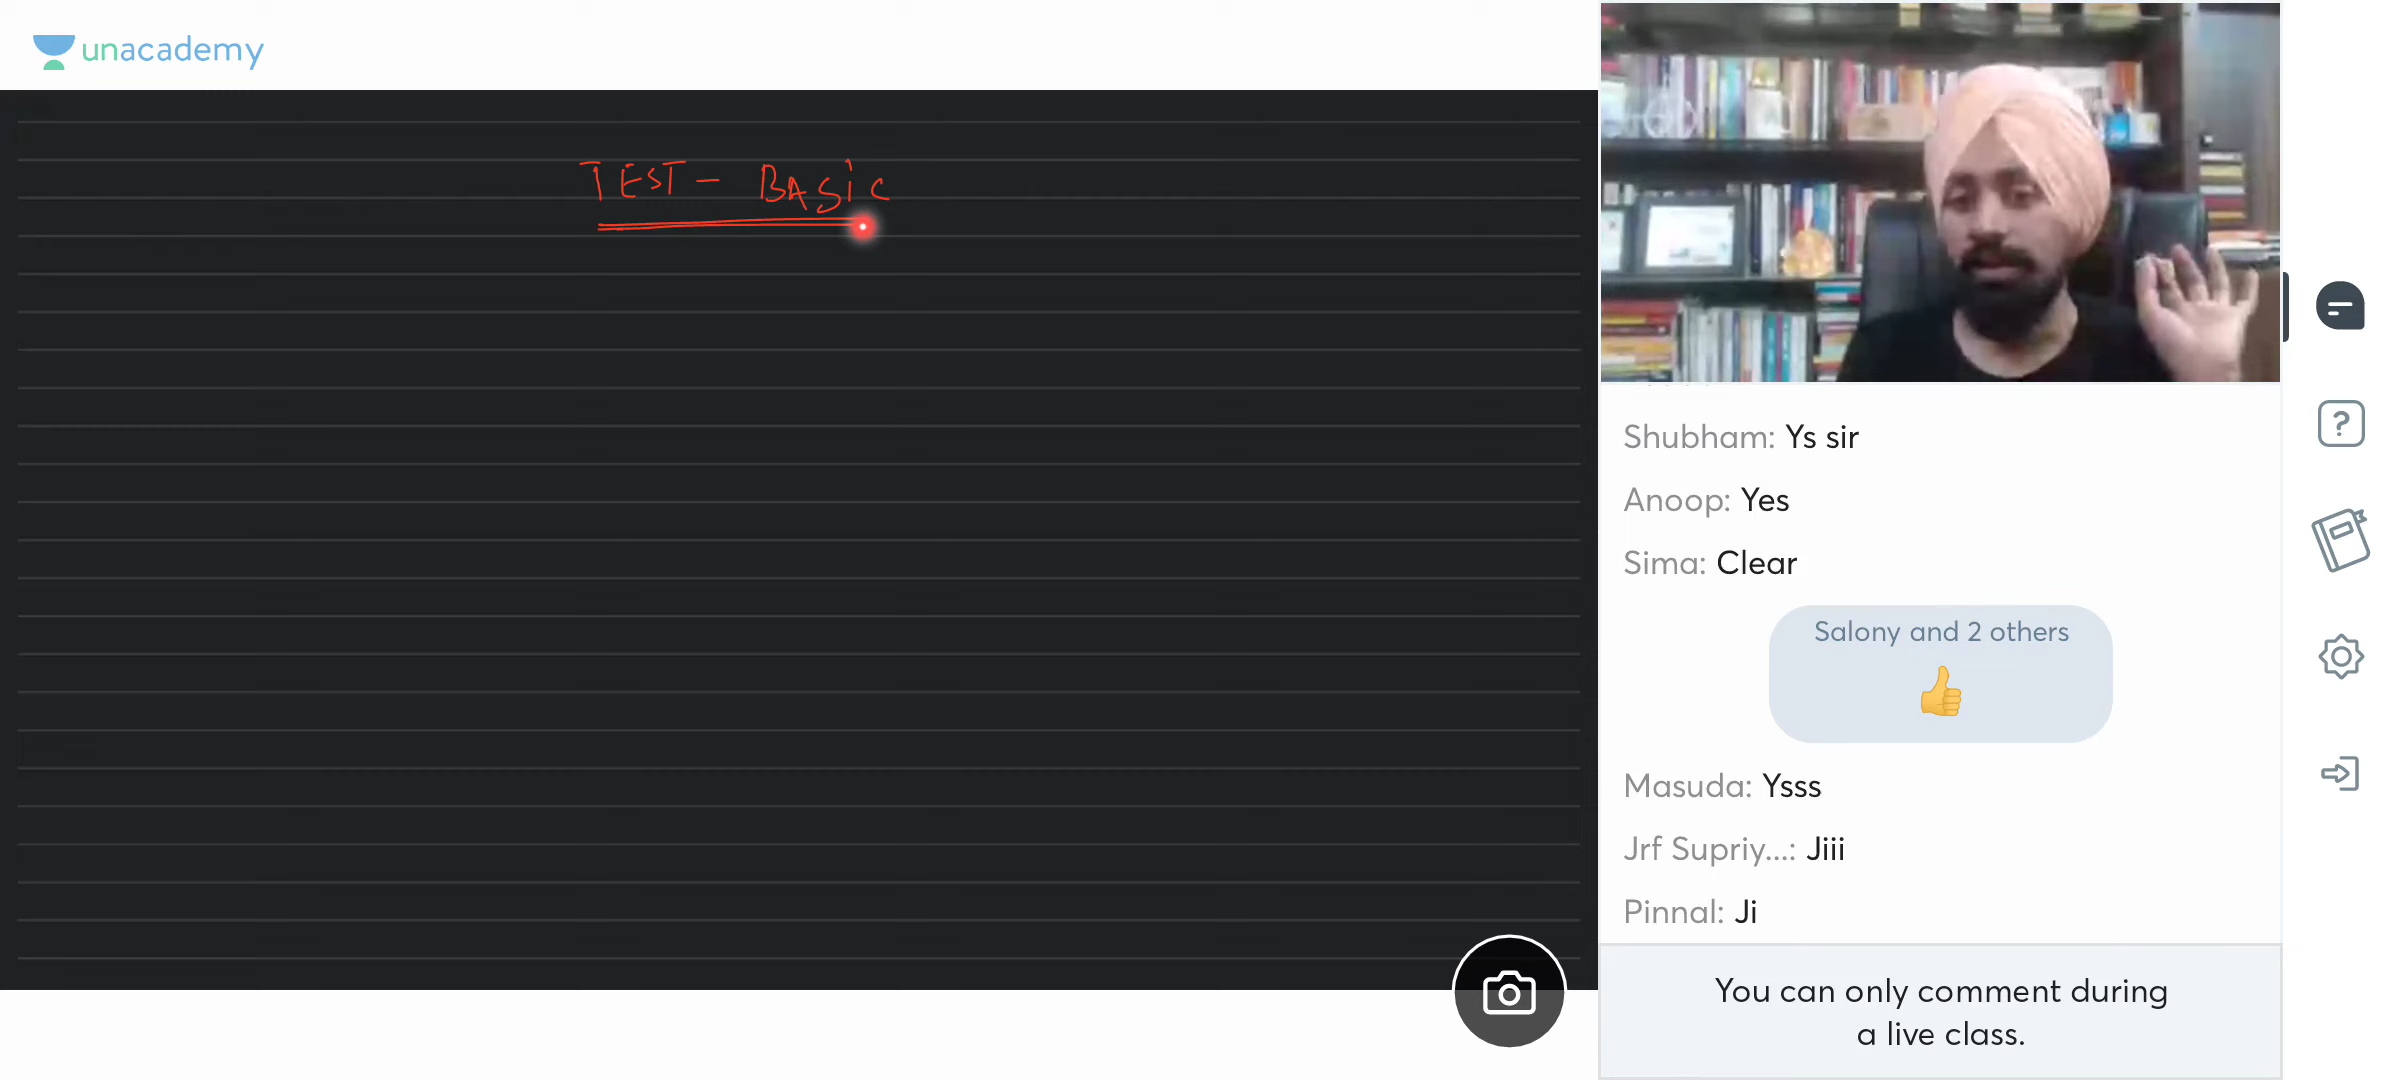 unacademy
TEST - BASiC
Shubham: Ys sir
Anoop: Yes
Sima: Clear
Salony and 2 others
Masuda: Ysss
Jrf Supriy...: Jiii
Pinnal: Ji
You can only comment during
a live class.